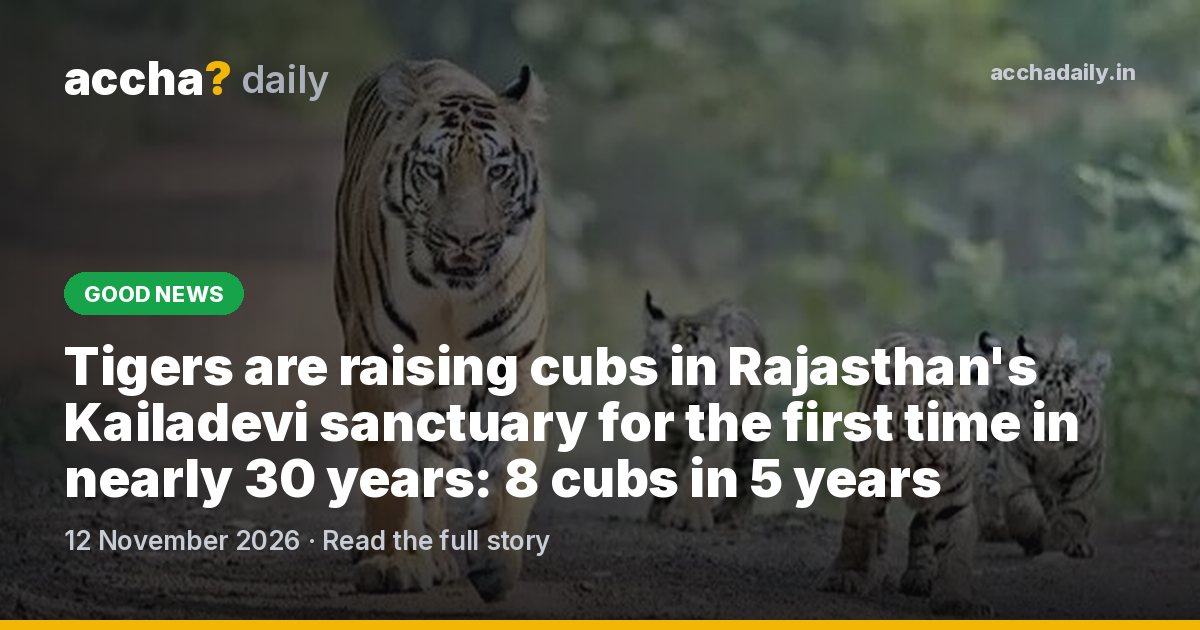 accha? daily
acchadaily.in
GOOD NEWS
Tigers are raising cubs in Rajasthan's
Kailadevi sanctuary for the first time in
nearly 30 years: 8 cubs in 5 years
12 November 2026 · Read the full story